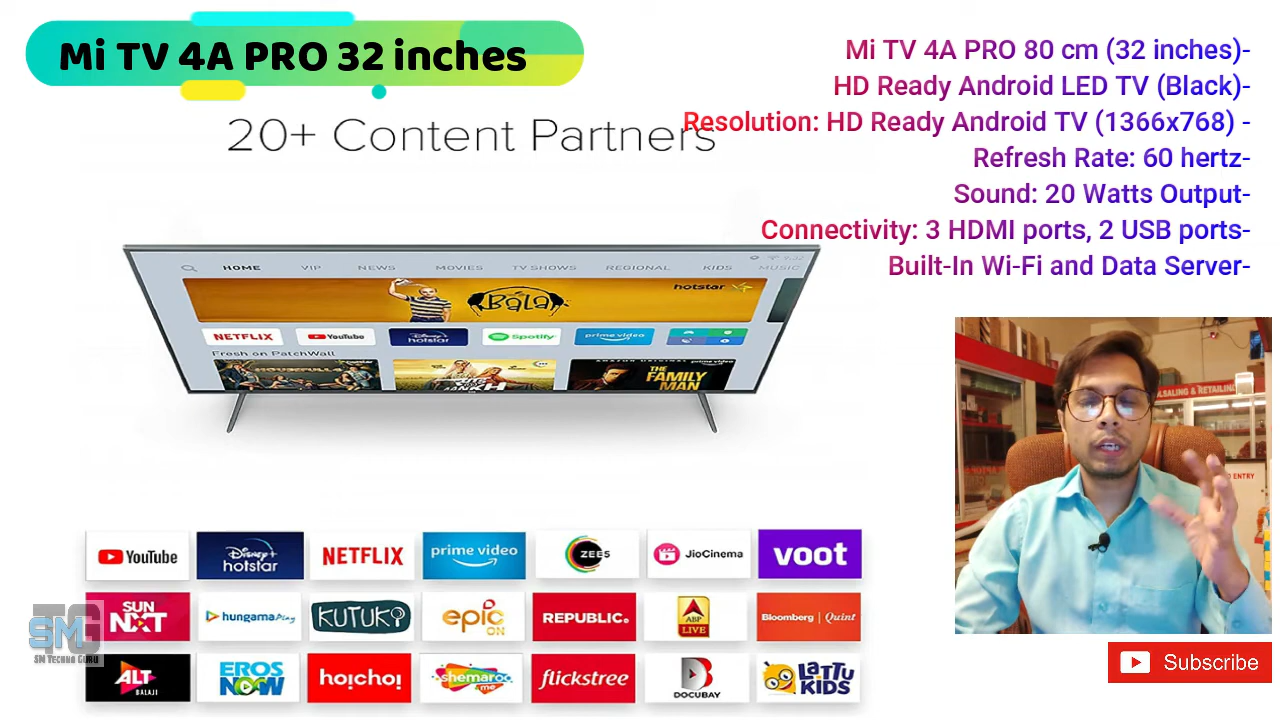 Mi TV 4A PRO 32 inches
Mi TV 4A PRO 80 cm (32 inches)-
HD Ready Android LED TV (Black)-
Resolution: HD Ready Android TV (1366x768) -
Refresh Rate: 60 hertz-
Sound: 20 Watts Output-
Connectivity: 3 HDMI ports, 2 USB ports-
Built-In Wi-Fi and Data Server-
20+ Content Partners
HOME VIP NEWS MOVIES TV SHOWS REGIONAL KIDS MUSIC
hotstar
BALA
NETFLIX YouTube Disney+ hotstar Spotify prime video
Fresh on PatchWall
THE
FAMILY
MAN
YouTube Disney+ hotstar NETFLIX prime video ZEE5 JioCinema voot
SUN NXT hungama Play KUTUKI epic ON REPUBLIC. ABP LIVE Bloomberg | Quint
ALT BALAJI EROS NOW hoichoi shemaroo me flickstree DOCUBAY LATTU KIDS
SMTG
SM Techno Guru
ENTRY
Subscribe